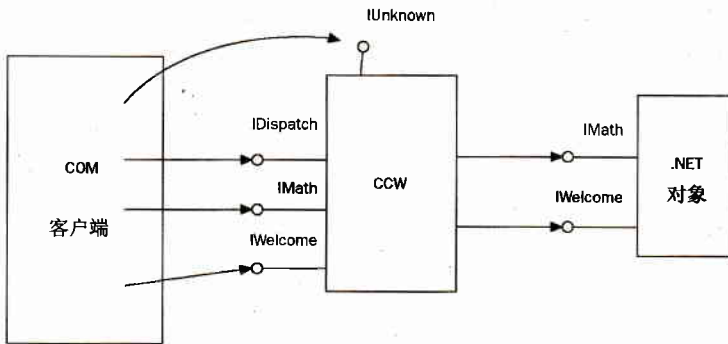 IUnknown
IDispatch
IMath
IWelcome
COM
客户端
CCW
IMath
IWelcome
.NET
对象